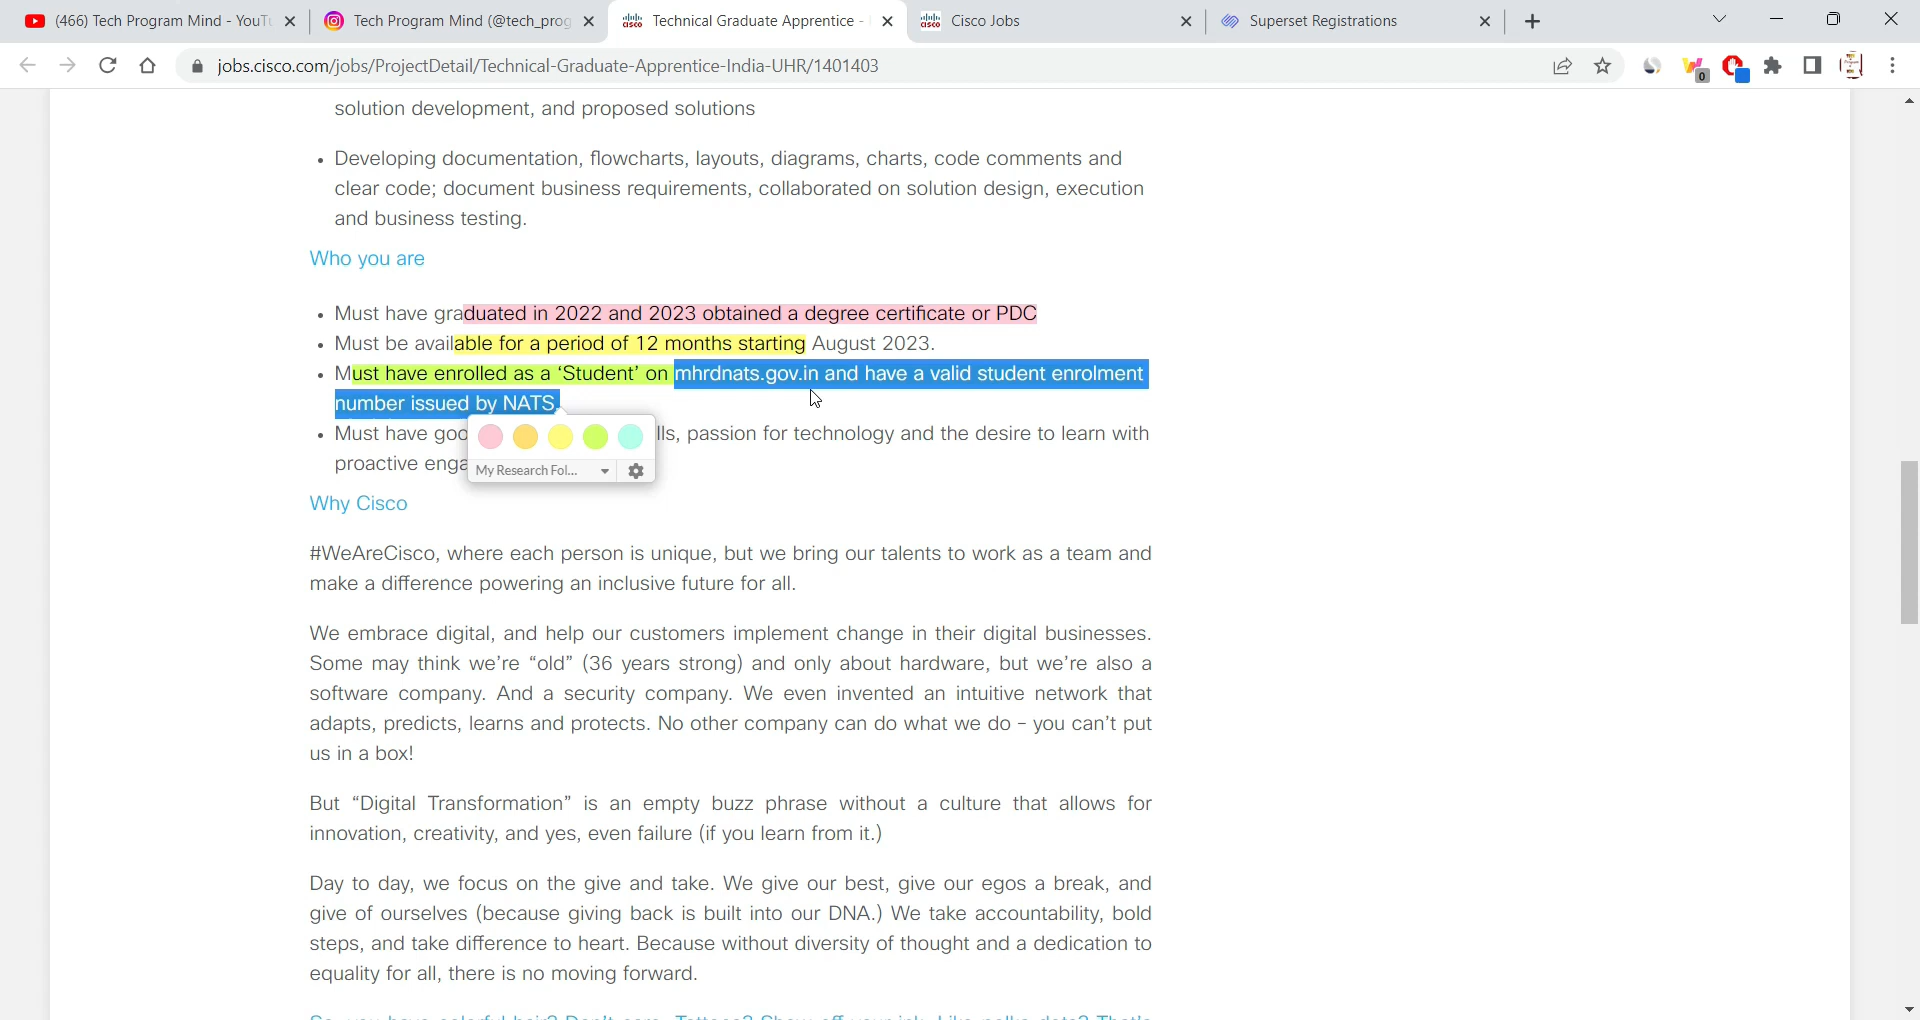 (466) Tech Program Mind - YouTu
Tech Program Mind (@tech_prog
Technical Graduate Apprentice -
Cisco Jobs
Superset Registrations
jobs.cisco.com/jobs/ProjectDetail/Technical-Graduate-Apprentice-India-UHR/1401403
0
solution development, and proposed solutions
• Developing documentation, flowcharts, layouts, diagrams, charts, code comments and
clear code; document business requirements, collaborated on solution design, execution
and business testing.
Who you are
• Must have graduated in 2022 and 2023 obtained a degree certificate or PDC
• Must be available for a period of 12 months starting August 2023.
• Must have enrolled as a ‘Student’ on mhrdnats.gov.in and have a valid student enrolment
number issued by NATS.
• Must have goo lls, passion for technology and the desire to learn with
proactive enga
My Research Fol...
Why Cisco
#WeAreCisco, where each person is unique, but we bring our talents to work as a team and
make a difference powering an inclusive future for all.
We embrace digital, and help our customers implement change in their digital businesses.
Some may think we’re “old” (36 years strong) and only about hardware, but we’re also a
software company. And a security company. We even invented an intuitive network that
adapts, predicts, learns and protects. No other company can do what we do – you can’t put
us in a box!
But “Digital Transformation” is an empty buzz phrase without a culture that allows for
innovation, creativity, and yes, even failure (if you learn from it.)
Day to day, we focus on the give and take. We give our best, give our egos a break, and
give of ourselves (because giving back is built into our DNA.) We take accountability, bold
steps, and take difference to heart. Because without diversity of thought and a dedication to
equality for all, there is no moving forward.